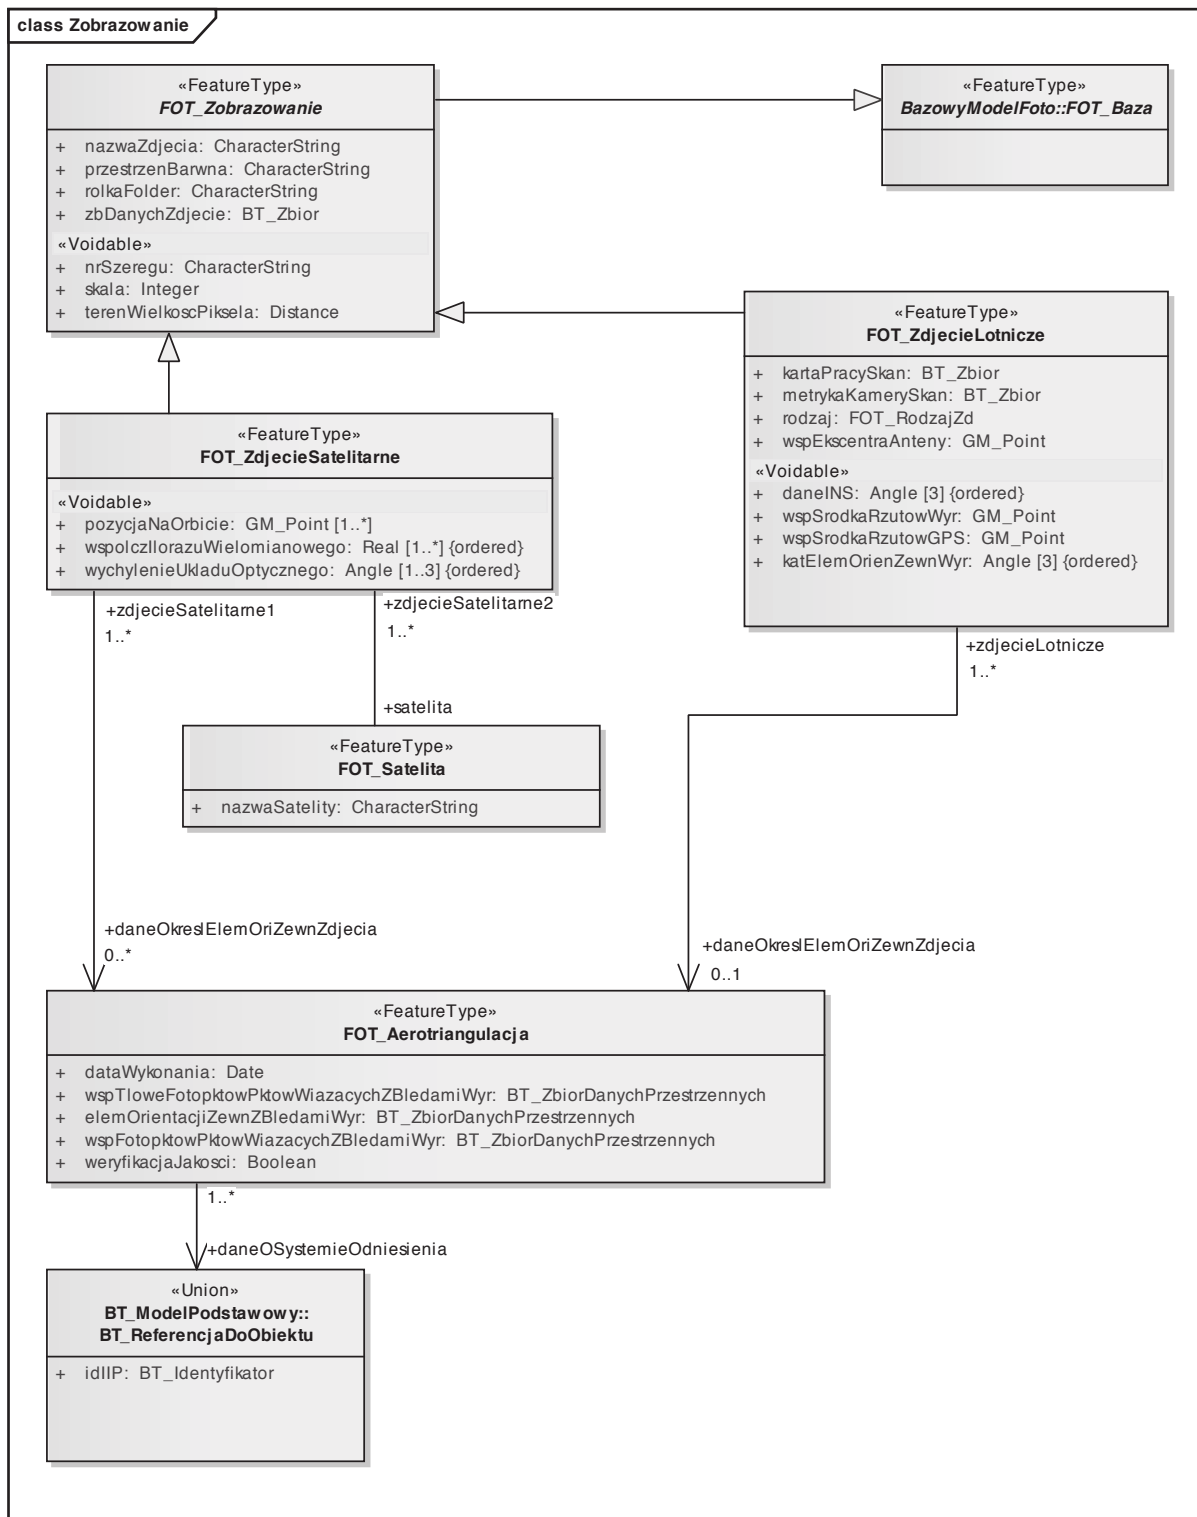 class Zobrazowanie
«FeatureType»
FOT_Zobrazowanie
+ nazwaZdjecia: CharacterString
+ przestrzenBarwna: CharacterString
+ rolkaFolder: CharacterString
+ zbDanychZdjecie: BT_Zbior
«Voidable»
+ nrSzeregu: CharacterString
+ skala: Integer
+ terenWielkoscPiksela: Distance
«FeatureType»
BazowyModelFoto::FOT_Baza
«FeatureType»
FOT_ZdjecieLotnicze
+ kartaPracySkan: BT_Zbior
+ metrykaKamerySkan: BT_Zbior
+ rodzaj: FOT_RodzajZd
+ wspEkscentraAnteny: GM_Point
«Voidable»
+ daneINS: Angle [3] {ordered}
+ wspSrodkaRzutowWyr: GM_Point
+ wspSrodkaRzutowGPS: GM_Point
+ katElemOrienZewnWyr: Angle [3] {ordered}
«FeatureType»
FOT_ZdjecieSatelitarne
«Voidable»
+ pozycjaNaOrbicie: GM_Point [1..*]
+ wspolczIlorazuWielomianowego: Real [1..*] {ordered}
+ wychylenieUkladuOptycznego: Angle [1..3] {ordered}
+zdjecieSatelitarne1
1..*
+zdjecieSatelitarne2
1..*
+zdjecieLotnicze
1..*
+satelita
«FeatureType»
FOT_Satelita
+ nazwaSatelity: CharacterString
+daneOkreslElemOriZewnZdjecia
0..*
+daneOkreslElemOriZewnZdjecia
0..1
«FeatureType»
FOT_Aerotriangulacja
+ dataWykonania: Date
+ wspTloweFotopktowPktowWiazacychZBledamiWyr: BT_ZbiorDanychPrzestrzennych
+ elemOrientacjiZewnZBledamiWyr: BT_ZbiorDanychPrzestrzennych
+ wspFotopktowPktowWiazacychZBledamiWyr: BT_ZbiorDanychPrzestrzennych
+ weryfikacjaJakosci: Boolean
1..*
+daneOSystemieOdniesienia
«Union»
BT_ModelPodstawowy::
BT_ReferencjaDoObiektu
+ idIIP: BT_Identyfikator